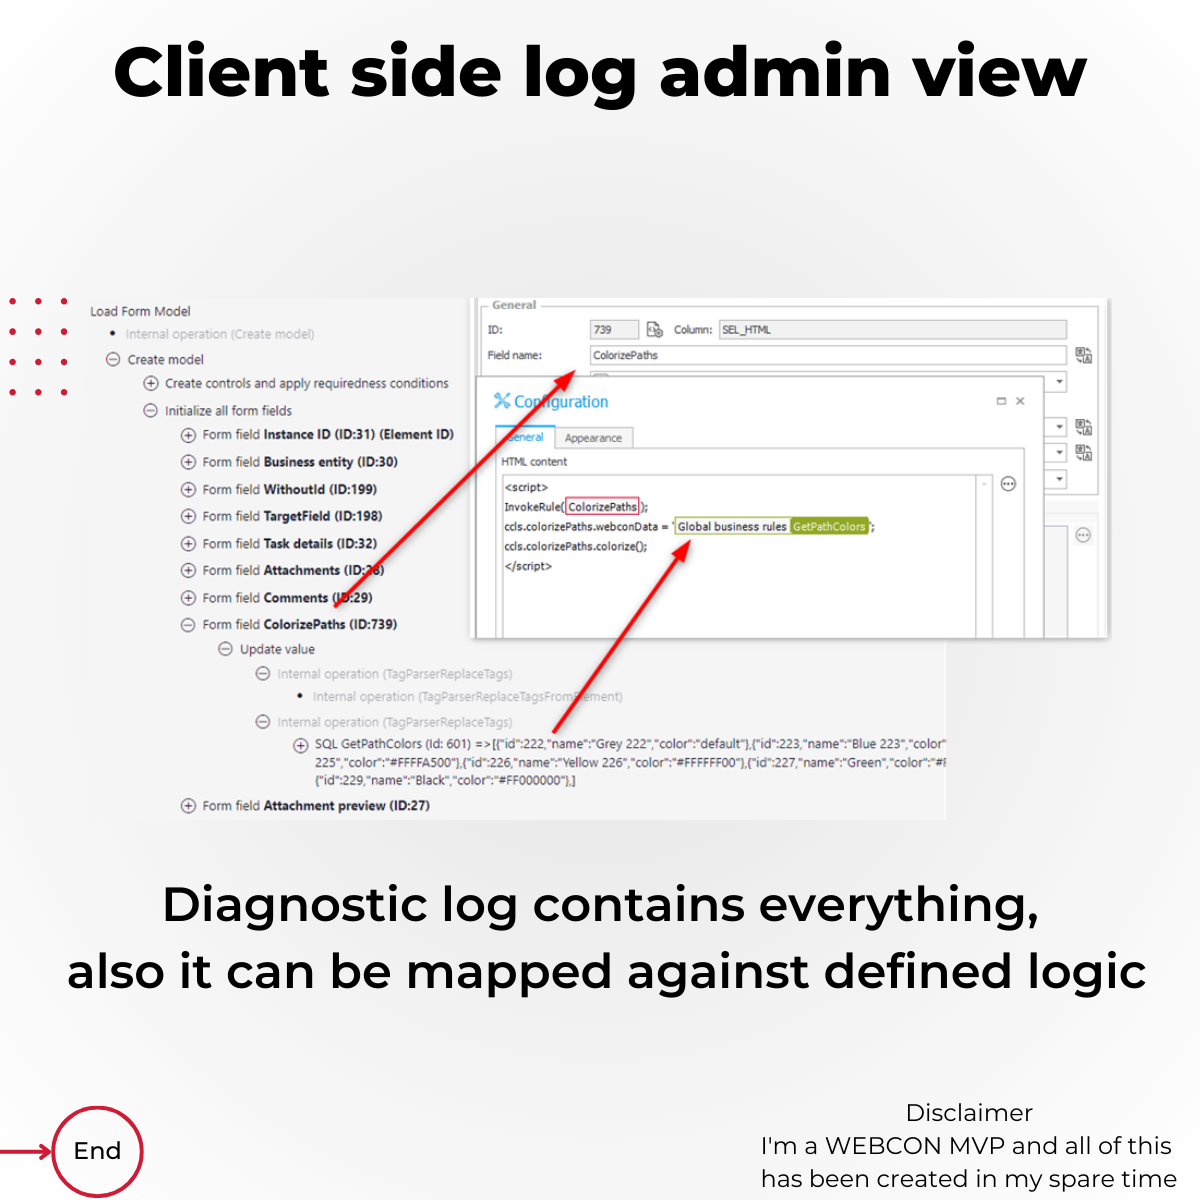 Client side log admin view
Load Form Model
Internal operation (Create model)
Create model
Create controls and apply requiredness conditions
Initialize all form fields
Form field Instance ID (ID:31) (Element ID)
Form field Business entity (ID:30)
Form field WithoutId (ID:199)
Form field TargetField (ID:198)
Form field Task details (ID:32)
Form field Attachments (ID:28)
Form field Comments (ID:29)
Form field ColorizePaths (ID:739)
Update value
Internal operation (TagParserReplaceTags)
Internal operation (TagParserReplaceTagsFromElement)
Internal operation (TagParserReplaceTags)
SQL GetPathColors (Id: 601) =>[{"id":222,"name":"Grey 222","color":"default"},{"id":223,"name":"Blue 223","color"
225","color":"#FFFFA500"},{"id":226,"name":"Yellow 226","color":"#FFFFFF00"},{"id":227,"name":"Green","color":"#F
{"id":229,"name":"Black","color":"#FF000000"},]
Form field Attachment preview (ID:27)
General
ID: 739 Column: SEL_HTML
Field name: ColorizePaths
Configuration
General Appearance
HTML content
<script>
InvokeRule( ColorizePaths );
ccls.colorizePaths.webconData = ' Global business rules GetPathColors ';
ccls.colorizePaths.colorize();
</script>
Diagnostic log contains everything,
also it can be mapped against defined logic
End
Disclaimer
I'm a WEBCON MVP and all of this
has been created in my spare time